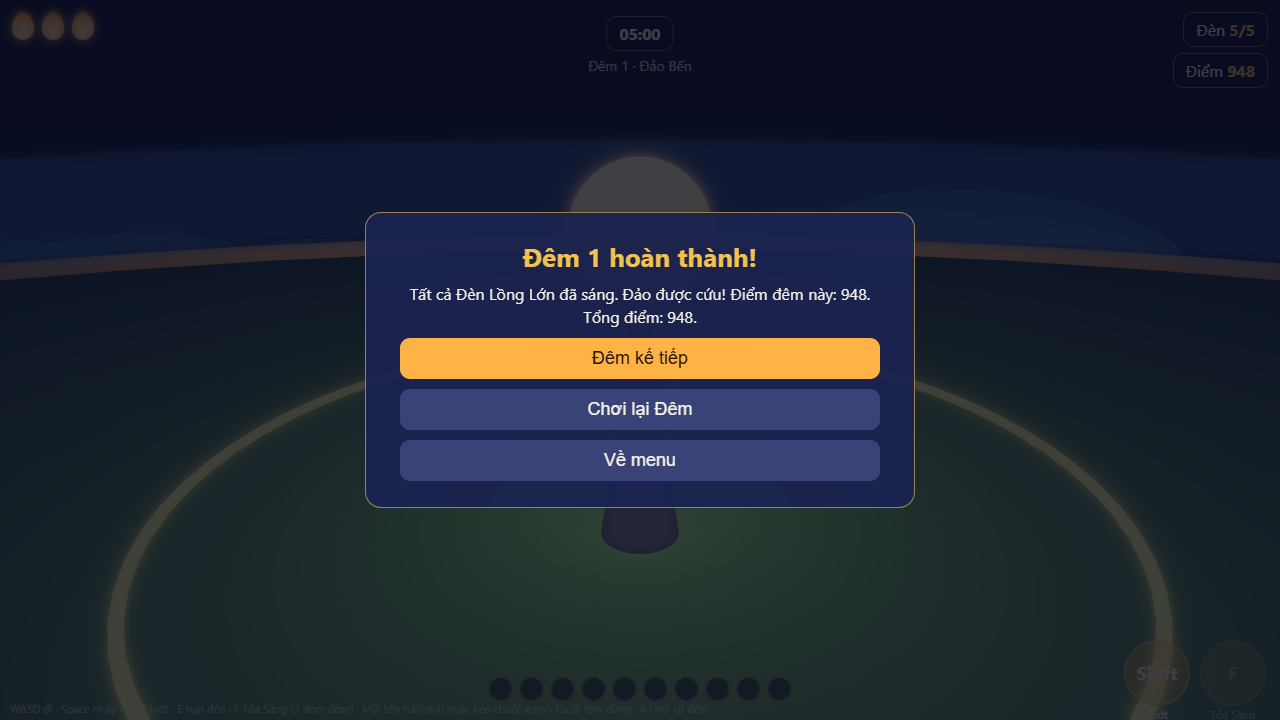 05:00
Đêm 1 · Đảo Bến
Đèn 5/5
Điểm 948
Đêm 1 hoàn thành!
Tất cả Đèn Lồng Lớn đã sáng. Đảo được cứu! Điểm đêm này: 948.
Tổng điểm: 948.
Đêm kế tiếp
Chơi lại Đêm
Về menu
Shift
F
WASD đi · Space nhảy · lướt · E nạp đèn · F Tỏa Sáng (3 đom đóm) · Mũi tên trái/phải hoặc kéo chuột xoay · Esc/P tạm dừng · R chơi lại đêm
Tỏa Sáng